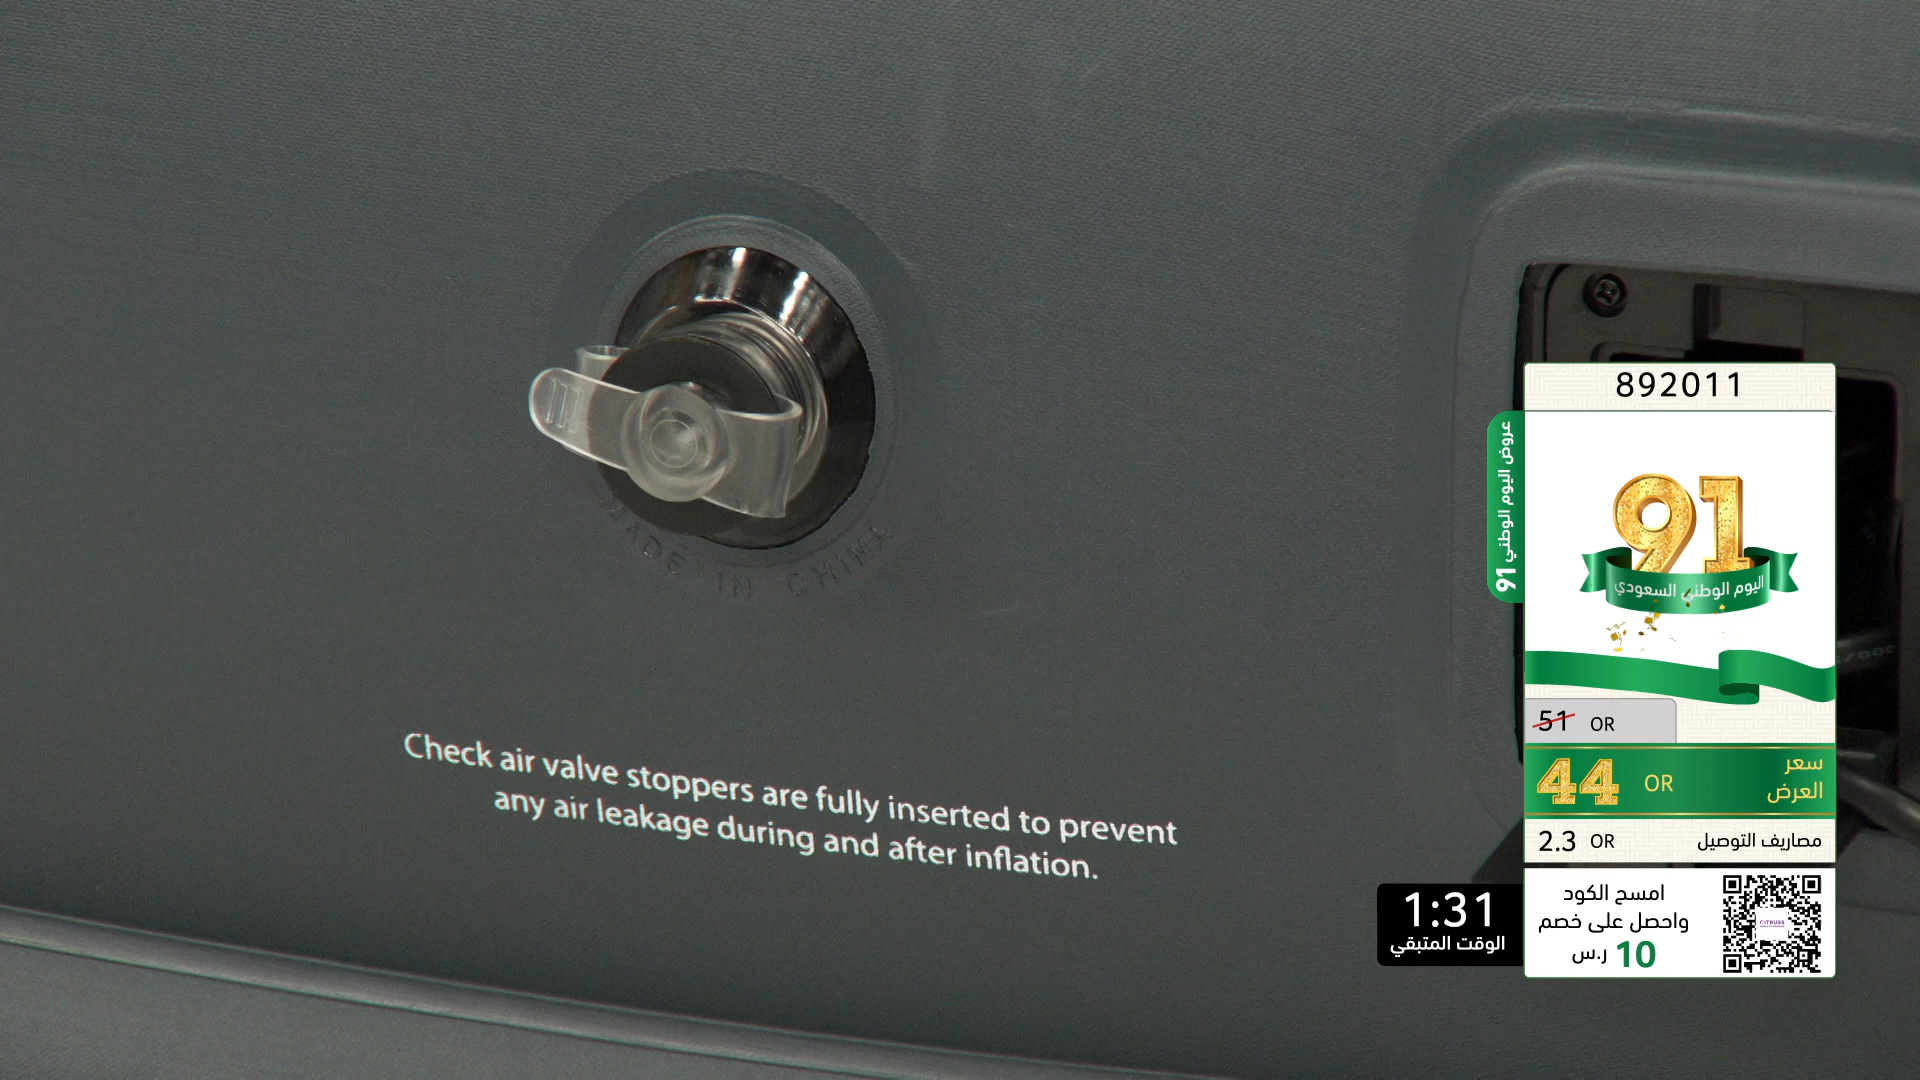 MADE IN CHINA
Check air valve stoppers are fully inserted to prevent
any air leakage during and after inflation.
892011
عروض اليوم الوطني 91
91
اليوم الوطني السعودي
51 OR
سعر
العرض
44 OR
مصاريف التوصيل
2.3 OR
1:31
الوقت المتبقي
امسح الكود
واحصل على خصم
10 ر.س
CITRUSS